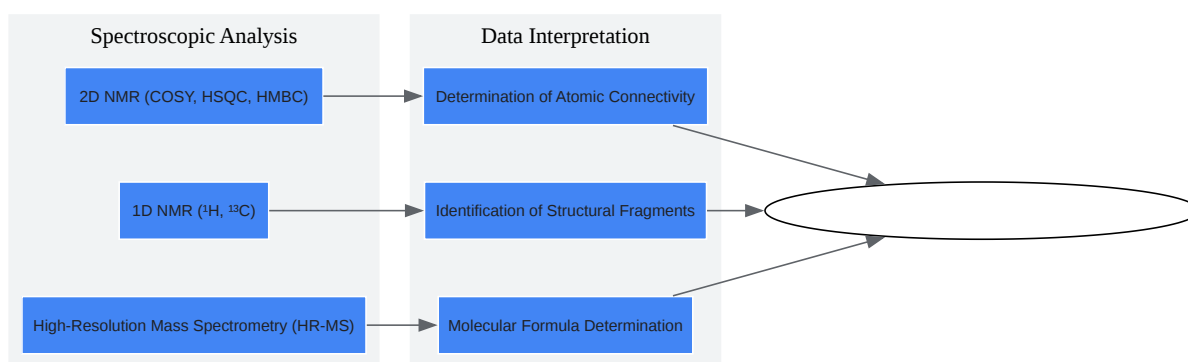 Spectroscopic Analysis
Data Interpretation
2D NMR (COSY, HSQC, HMBC)
Determination of Atomic Connectivity
1D NMR (¹H, ¹³C)
Identification of Structural Fragments
High-Resolution Mass Spectrometry (HR-MS)
Molecular Formula Determination